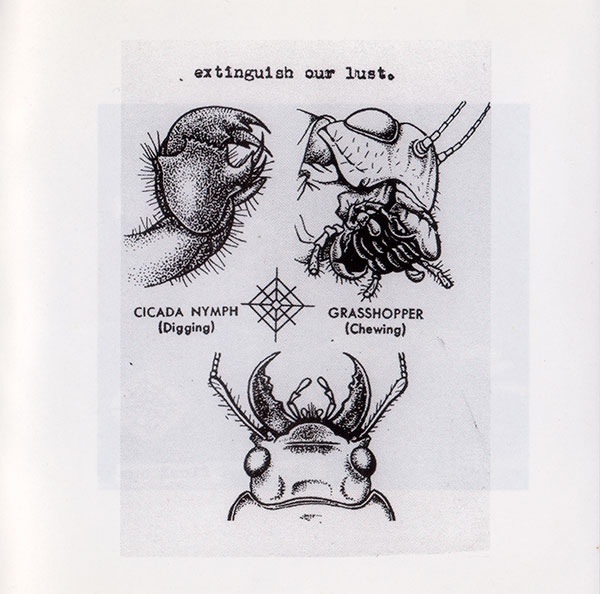 extinguish our lust.
CICADA NYMPH
(Digging)
GRASSHOPPER
(Chewing)